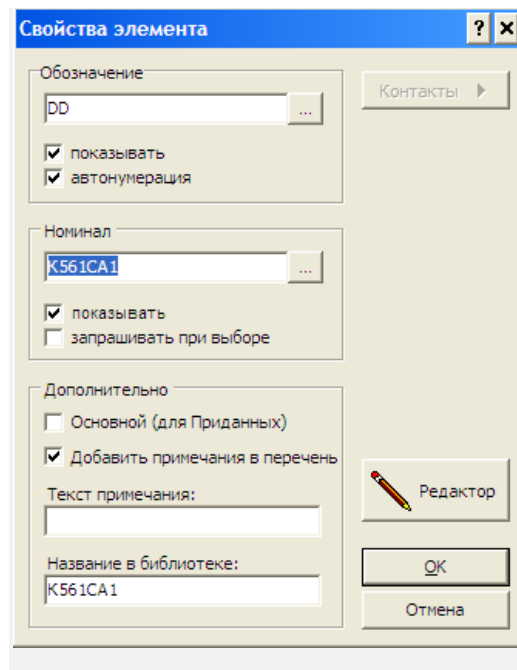 Свойства элемента
Обозначение
DD
...
показывать
автонумерация
Контакты
Номинал
К561СА1
...
показывать
запрашивать при выборе
Дополнительно
Основной (для Приданных)
Добавить примечания в перечень
Текст примечания:
Название в библиотеке:
К561СА1
Редактор
OK
Отмена